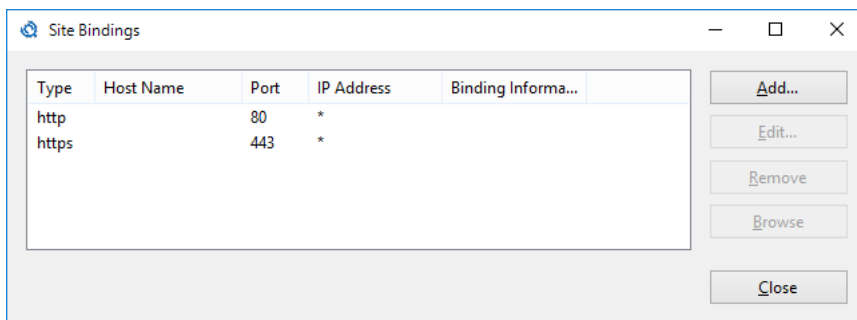 Site Bindings
Type Host Name Port IP Address Binding Informa...
http 80 *
https 443 *
Add...
Edit...
Remove
Browse
Close